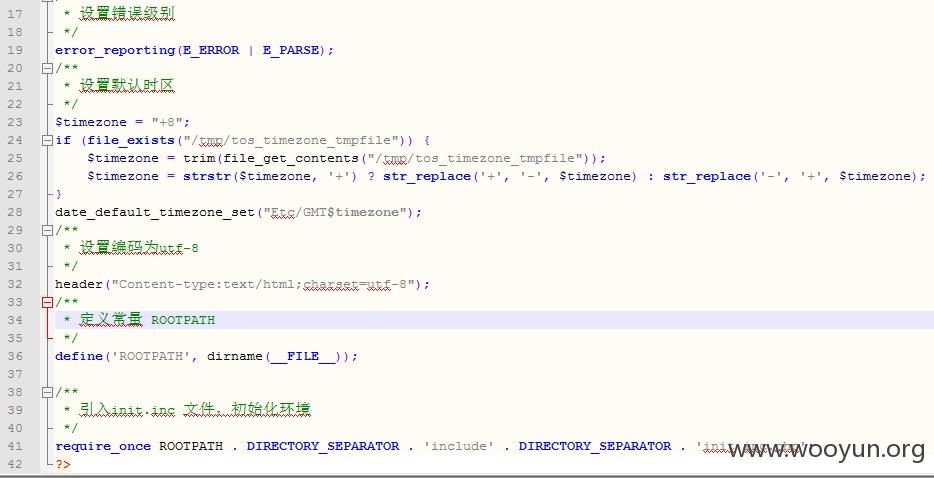 17 * 设置错误级别
18 */
19 error_reporting(E_ERROR | E_PARSE);
20 /**
21 * 设置默认时区
22 */
23 $timezone = "+8";
24 if (file_exists("/tmp/tos_timezone_tmpfile")) {
25 $timezone = trim(file_get_contents("/tmp/tos_timezone_tmpfile"));
26 $timezone = strstr($timezone, '+') ? str_replace('+', '-', $timezone) : str_replace('-', '+', $timezone);
27 }
28 date_default_timezone_set("Etc/GMT$timezone");
29 /**
30 * 设置编码为utf-8
31 */
32 header("Content-type:text/html;charset=utf-8");
33 /**
34 * 定义常量 ROOTPATH
35 */
36 define('ROOTPATH', dirname(__FILE__));
37
38 /**
39 * 引入init.inc 文件，初始化环境
40 */
41 require_once ROOTPATH . DIRECTORY_SEPARATOR . 'include' . DIRECTORY_SEPARATOR . 'init.inc.php';
42 ?>
www.wooyun.org